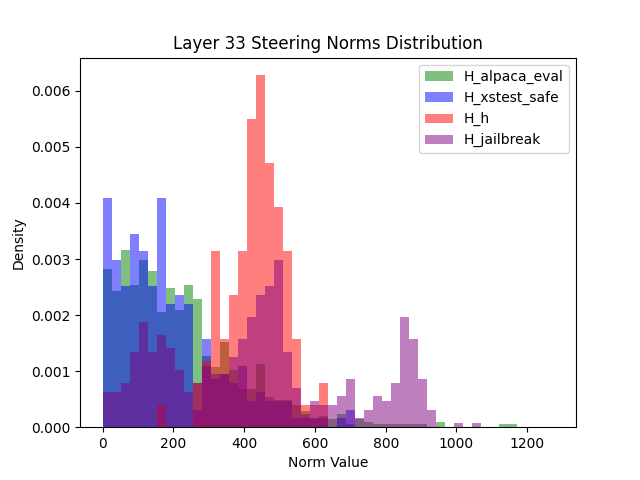 Layer 33 Steering Norms Distribution
H_alpaca_eval
H_xstest_safe
H_h
H_jailbreak
Density
0.006
0.005
0.004
0.003
0.002
0.001
0.000
0 200 400 600 800 1000 1200
Norm Value